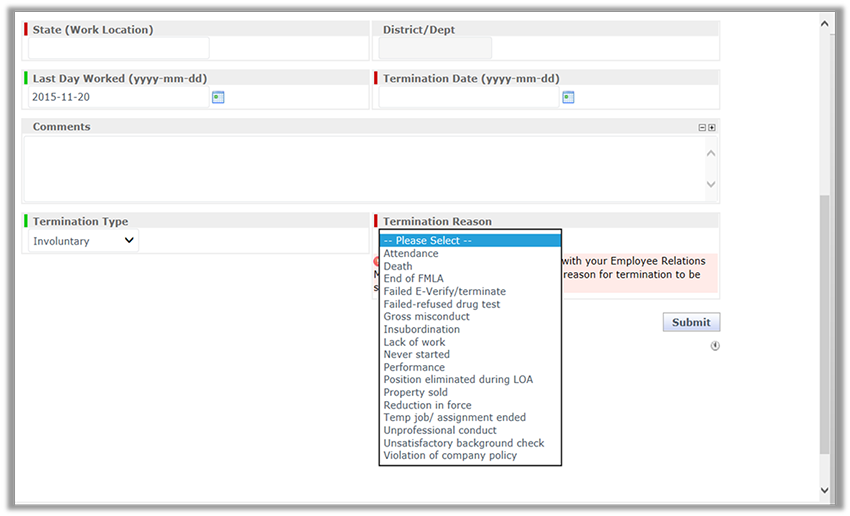 State (Work Location)
District/Dept
Last Day Worked (yyyy-mm-dd)
Termination Date (yyyy-mm-dd)
2015-11-20
Comments
Termination Type
Termination Reason
Involuntary
-- Please Select --
Attendance
Death
End of FMLA
Failed E-Verify/terminate
Failed-refused drug test
Gross misconduct
Insubordination
Lack of work
Never started
Performance
Position eliminated during LOA
Property sold
Reduction in force
Temp job/ assignment ended
Unprofessional conduct
Unsatisfactory background check
Violation of company policy
with your Employee Relations
reason for termination to be
Submit